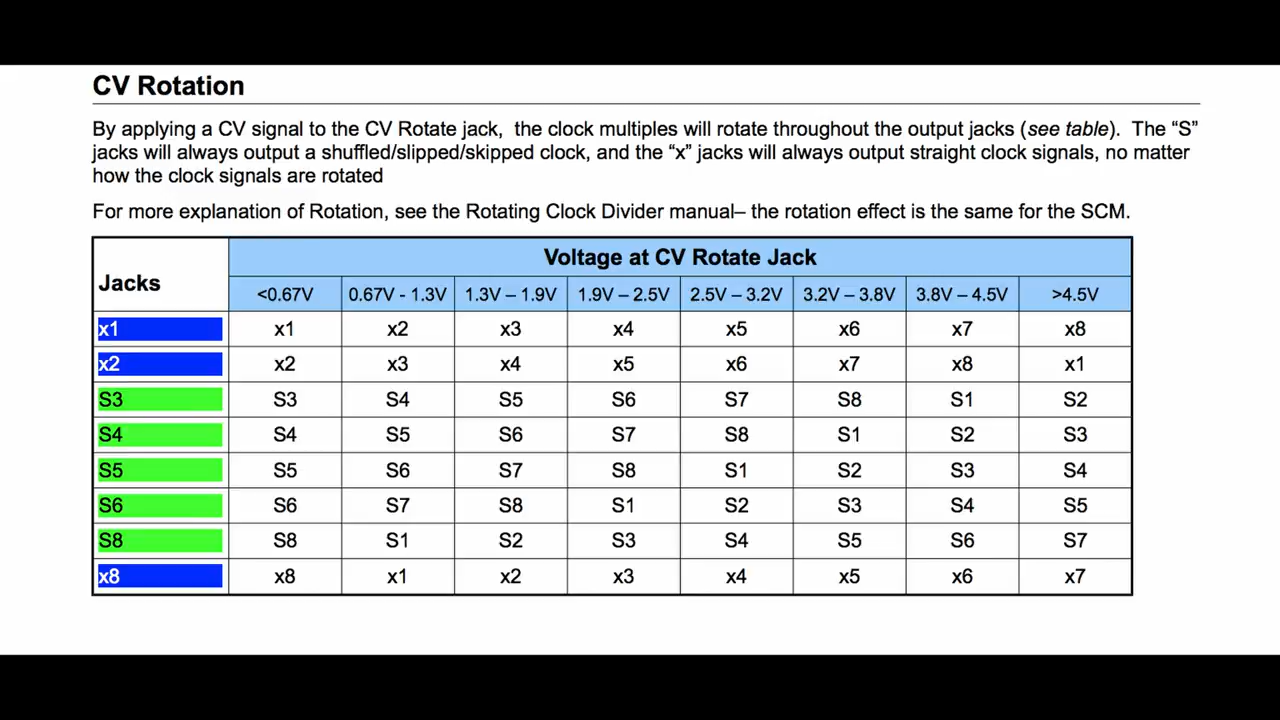 CV Rotation
By applying a CV signal to the CV Rotate jack, the clock multiples will rotate throughout the output jacks (see table). The “S”
jacks will always output a shuffled/slipped/skipped clock, and the “x” jacks will always output straight clock signals, no matter
how the clock signals are rotated
For more explanation of Rotation, see the Rotating Clock Divider manual– the rotation effect is the same for the SCM.
Jacks Voltage at CV Rotate Jack
<0.67V 0.67V - 1.3V 1.3V – 1.9V 1.9V – 2.5V 2.5V – 3.2V 3.2V – 3.8V 3.8V – 4.5V >4.5V
x1 x1 x2 x3 x4 x5 x6 x7 x8
x2 x2 x3 x4 x5 x6 x7 x8 x1
S3 S3 S4 S5 S6 S7 S8 S1 S2
S4 S4 S5 S6 S7 S8 S1 S2 S3
S5 S5 S6 S7 S8 S1 S2 S3 S4
S6 S6 S7 S8 S1 S2 S3 S4 S5
S8 S8 S1 S2 S3 S4 S5 S6 S7
x8 x8 x1 x2 x3 x4 x5 x6 x7